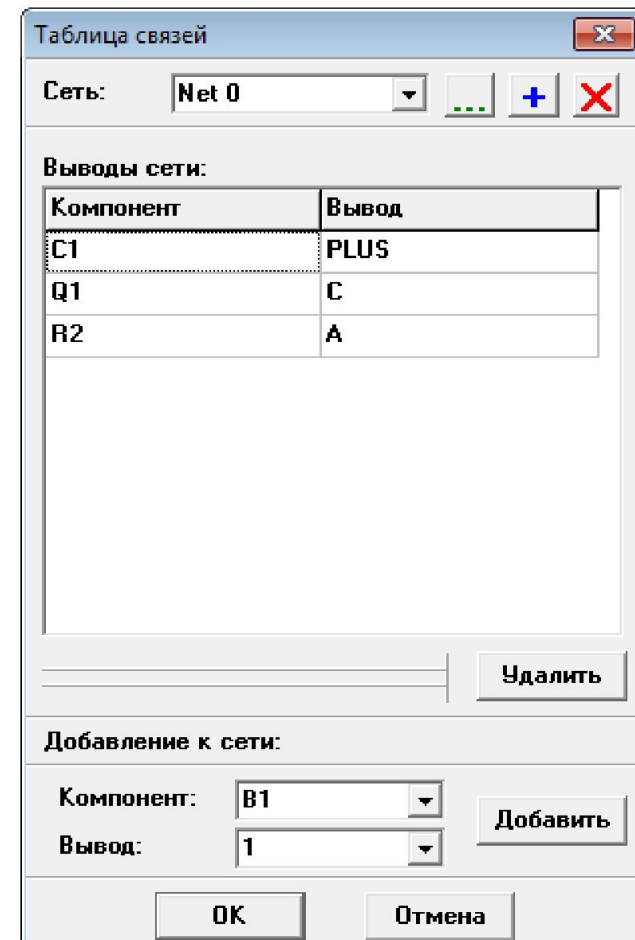 Таблица связей
Сеть: Net 0 ... +
Выводы сети:
Компонент Вывод
C1 PLUS
Q1 C
R2 A
Удалить
Добавление к сети:
Компонент: B1
Добавить
Вывод: 1
OK Отмена